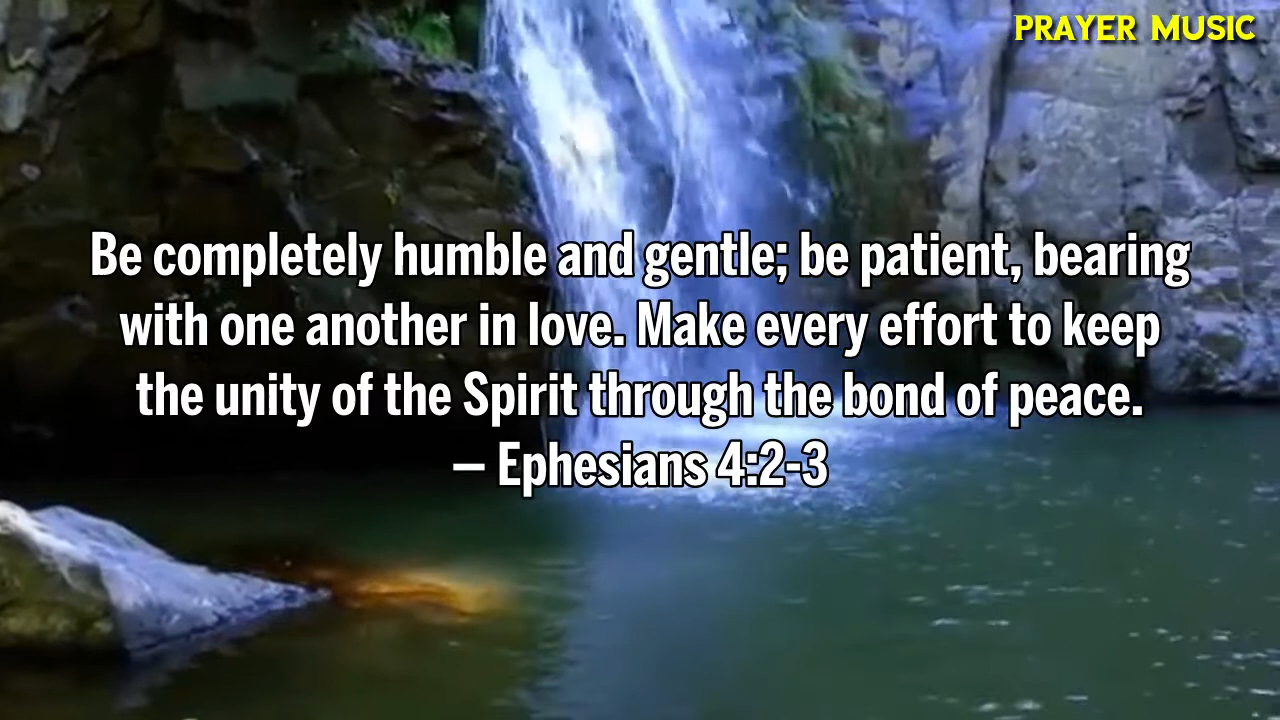 PRAYER MUSIC
Be completely humble and gentle; be patient, bearing
with one another in love. Make every effort to keep
the unity of the Spirit through the bond of peace.
– Ephesians 4:2-3